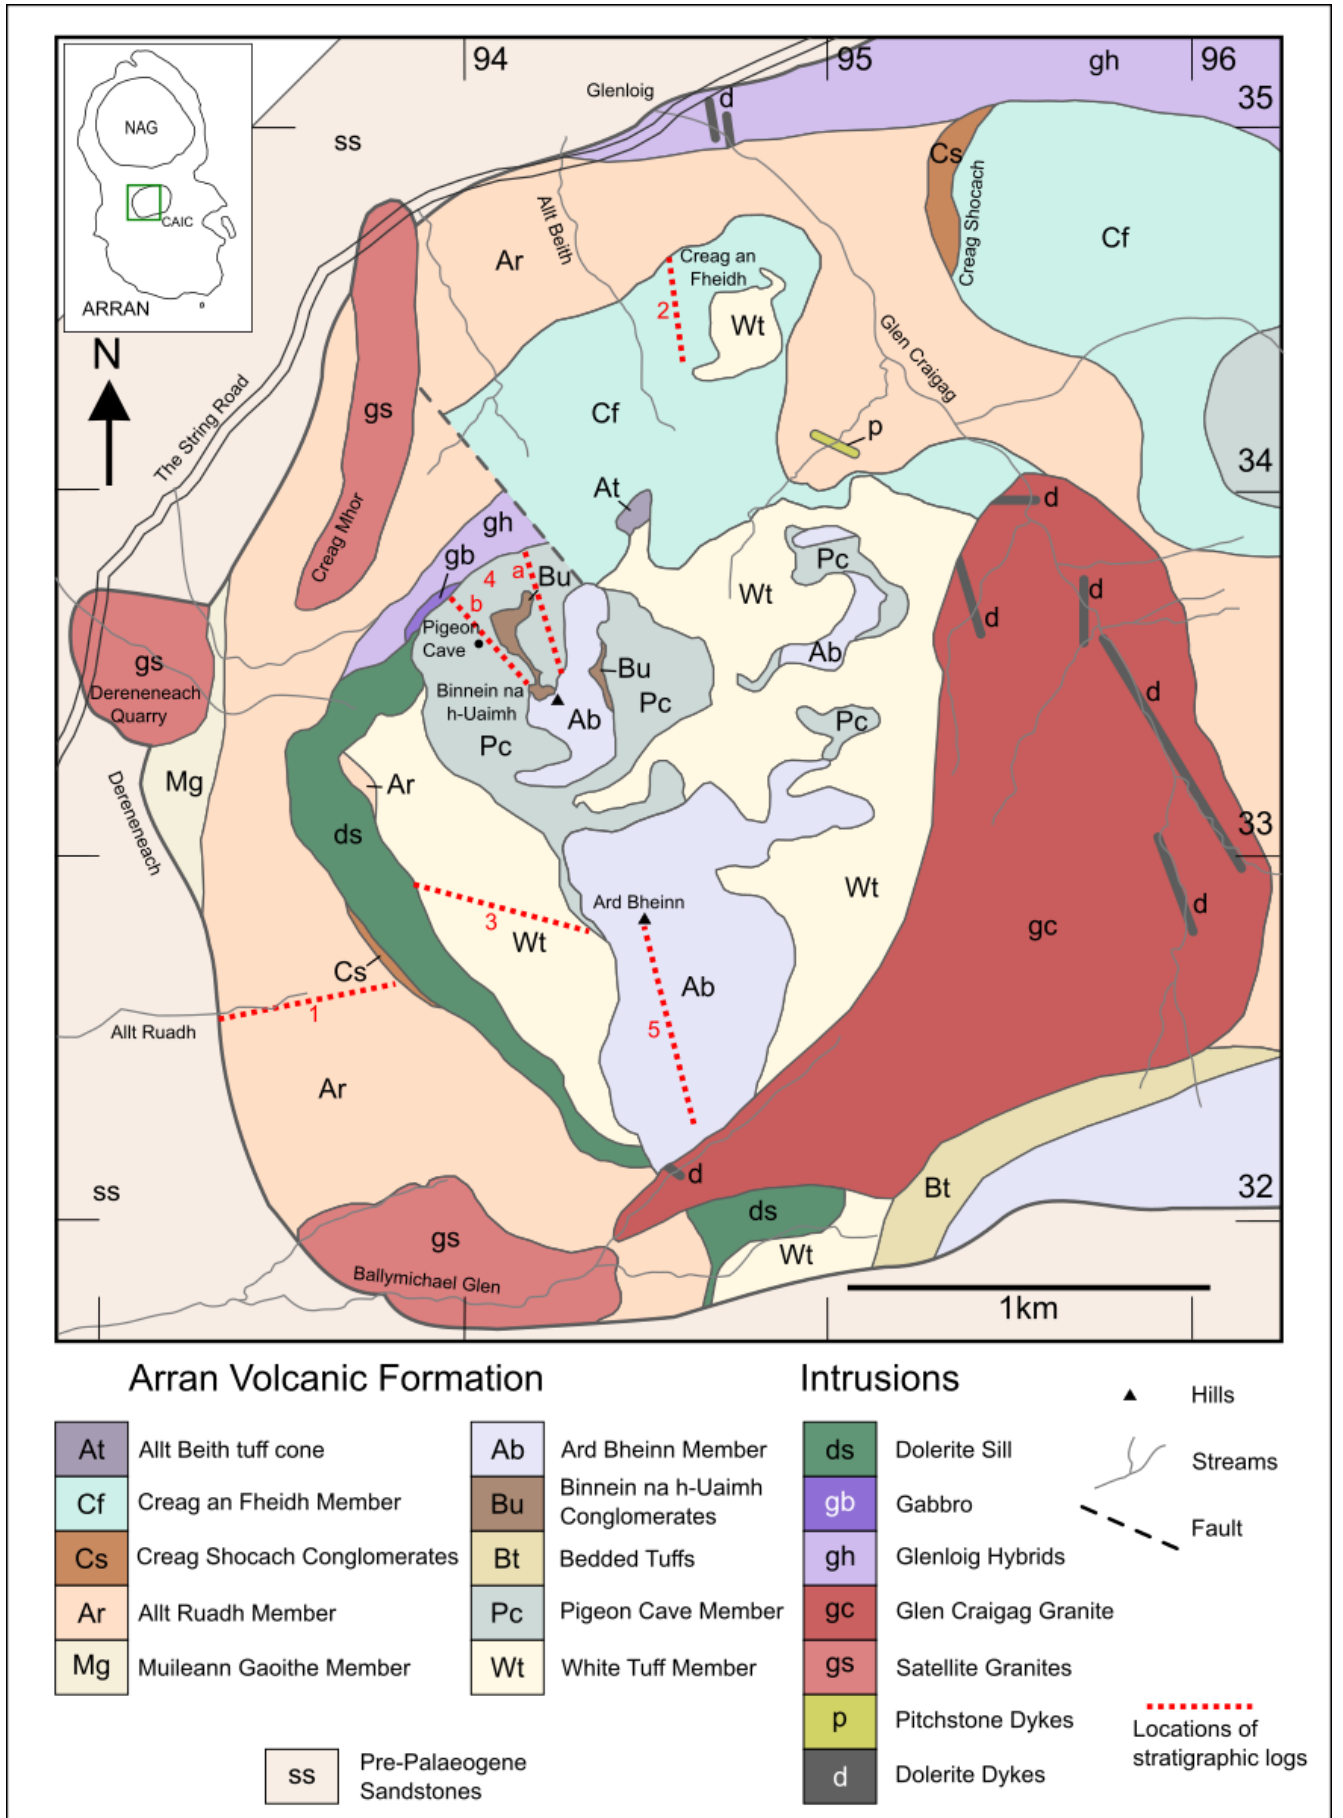 94
95
gh
96
Glenloig
d
35
NAG
CAIC
ARRAN
ss
Cs
Creag Shocach
Cf
Allt Beith
Ar
Creag an
Fheidh
2
Wt
N
Glen Craigag
The String Road
gs
Cf
p
34
At
Creag Mhor
gh
d
gb
4
a
Bu
Pc
b
Wt
d
d
Pigeon
Cave
gs
Dereneneach
Quarry
Bu
Ab
Binnein na
h-Uaimh
Pc
d
Ab
Pc
Pc
Mg
Ar
Dereneneach
ds
33
Ard Bheinn
Wt
d
3
Wt
gc
Cs
Ab
1
Allt Ruadh
5
Ar
d
Bt
32
ss
ds
gs
Wt
Ballymichael Glen
1km
Arran Volcanic Formation
At
Allt Beith tuff cone
Cf
Creag an Fheidh Member
Cs
Creag Shocach Conglomerates
Ar
Allt Ruadh Member
Mg
Muileann Gaoithe Member
Ab
Ard Bheinn Member
Bu
Binnein na h-Uaimh
Conglomerates
Bt
Bedded Tuffs
Pc
Pigeon Cave Member
Wt
White Tuff Member
ss
Pre-Palaeogene
Sandstones
Intrusions
ds
Dolerite Sill
gb
Gabbro
gh
Glenloig Hybrids
gc
Glen Craigag Granite
gs
Satellite Granites
p
Pitchstone Dykes
d
Dolerite Dykes
Hills
Streams
Fault
Locations of
stratigraphic logs